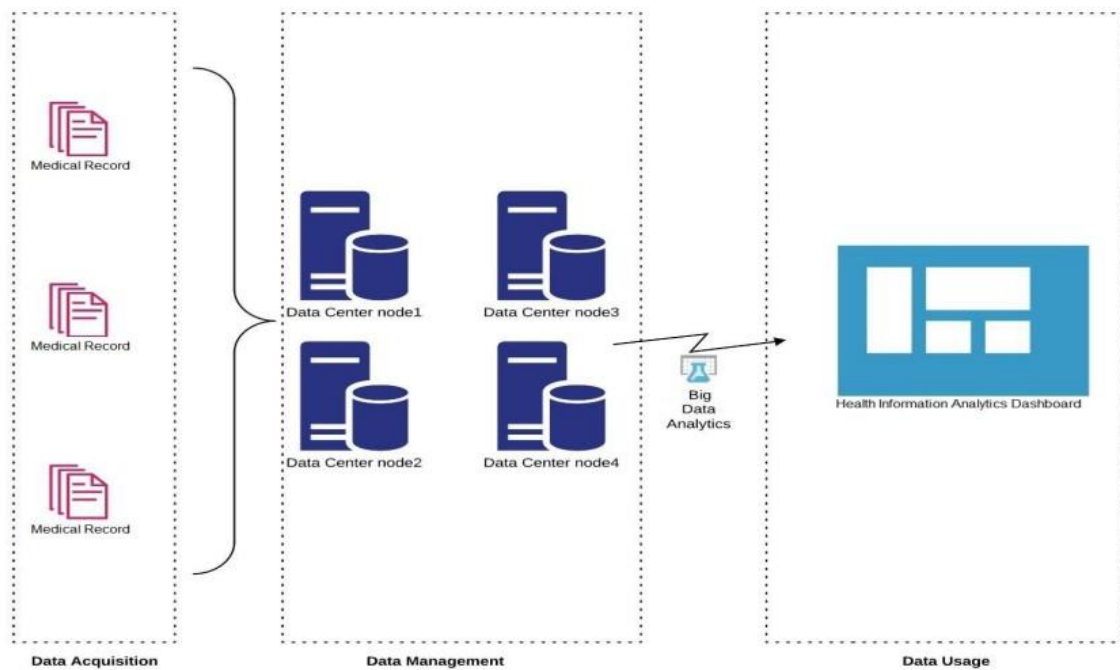 Medical Record
Medical Record
Medical Record
Data Acquisition
Data Center node1
Data Center node3
Data Center node2
Data Center node4
Data Management
Big
Data
Analytics
Health Information Analytics Dashboard
Data Usage